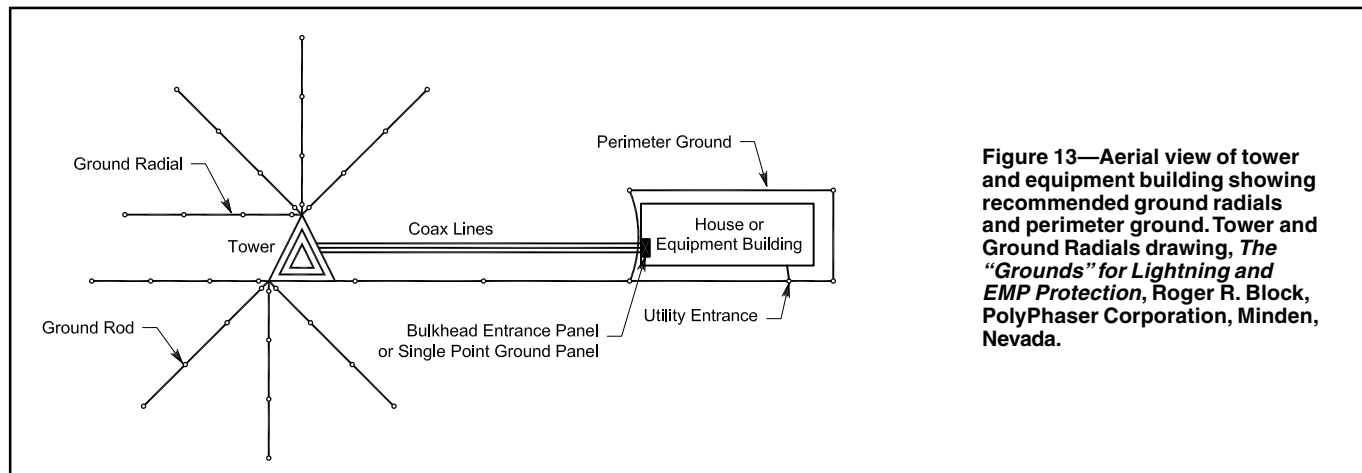 Ground Radial
Tower
Coax Lines
Perimeter Ground
House or
Equipment Building
Ground Rod
Bulkhead Entrance Panel
or Single Point Ground Panel
Utility Entrance
Figure 13—Aerial view of tower
and equipment building showing
recommended ground radials
and perimeter ground. Tower and
Ground Radials drawing, The
“Grounds” for Lightning and
EMP Protection, Roger R. Block,
PolyPhaser Corporation, Minden,
Nevada.